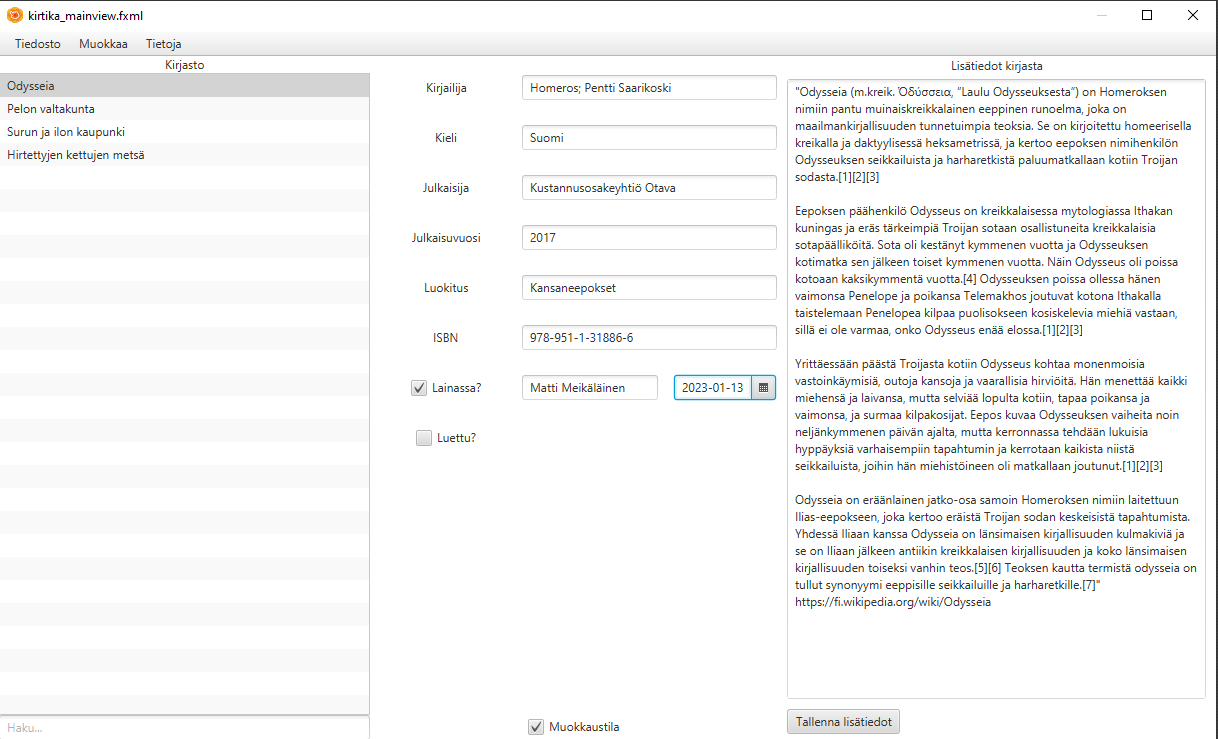 kirtika_mainview.fxml
Tiedosto Muokkaa Tietoja
Kirjasto
Odysseia
Pelon valtakunta
Surun ja ilon kaupunki
Hirtettyjen kettujen metsä
Haku...
Kirjailija Homeros; Pentti Saarikoski
Kieli Suomi
Julkaisija Kustannusosakeyhtiö Otava
Julkaisuvuosi 2017
Luokitus Kansaneepokset
ISBN 978-951-1-31886-6
Lainassa? Matti Meikäläinen 2023-01-13
Luettu?
Muokkaustila
Lisätiedot kirjasta
"Odysseia (m.kreik. Ὀδύσσεια, ”Laulu Odysseuksesta”) on Homeroksen
nimiin pantu muinaiskreikkalainen eeppinen runoelma, joka on
maailmankirjallisuuden tunnetuimpia teoksia. Se on kirjoitettu homeerisella
kreikalla ja daktyylisessä heksametrissä, ja kertoo eepoksen nimihenkilön
Odysseuksen seikkailuista ja harharetkistä paluumatkallaan kotiin Troijan
sodasta.[1][2][3]
Eepoksen päähenkilö Odysseus on kreikkalaisessa mytologiassa Ithakan
kuningas ja eräs tärkeimpiä Troijan sotaan osallistuneita kreikkalaisia
sotapäälliköitä. Sota oli kestänyt kymmenen vuotta ja Odysseuksen
kotimatka sen jälkeen toiset kymmenen vuotta. Näin Odysseus oli poissa
kotoaan kaksikymmentä vuotta.[4] Odysseuksen poissa ollessa hänen
vaimonsa Penelope ja poikansa Telemakhos joutuvat kotona Ithakalla
taistelemaan Penelopea kilpaa puolisokseen kosiskelevia miehiä vastaan,
sillä ei ole varmaa, onko Odysseus enää elossa.[1][2][3]
Yrittäessään päästä Troijasta kotiin Odysseus kohtaa monenmoisia
vastoinkäymisiä, outoja kansoja ja vaarallisia hirviöitä. Hän menettää kaikki
miehensä ja laivansa, mutta selviää lopulta kotiin, tapaa poikansa ja
vaimonsa, ja surmaa kilpakosijat. Eepos kuvaa Odysseuksen vaiheita noin
neljänkymmenen päivän ajalta, mutta kerronnassa tehdään lukuisia
hyppäyksiä varhaisempiin tapahtumin ja kerrotaan kaikista niistä
seikkailuista, joihin hän miehistöineen oli matkallaan joutunut.[1][2][3]
Odysseia on eräänlainen jatko-osa samoin Homeroksen nimiin laitettuun
Ilias-eepokseen, joka kertoo eräistä Troijan sodan keskeisistä tapahtumista.
Yhdessä Iliaan kanssa Odysseia on länsimaisen kirjallisuuden kulmakiviä ja
se on Iliaan jälkeen antiikin kreikkalaisen kirjallisuuden ja koko länsimaisen
kirjallisuuden toiseksi vanhin teos.[5][6] Teoksen kautta termistä odysseia on
tullut synonyymi eeppisille seikkailuille ja harharetkille.[7]"
https://fi.wikipedia.org/wiki/Odysseia
Tallenna lisätiedot